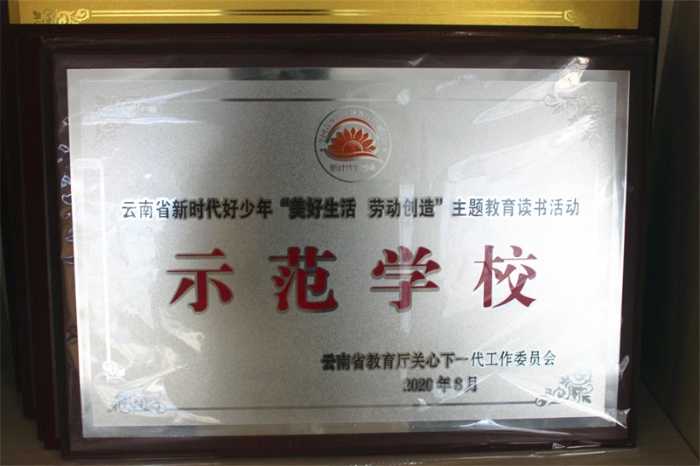 云南省新时代好少年“美好生活 劳动创造”主题教育读书活动
示范学校
云南省教育厅关心下一代工作委员会
2020年8月